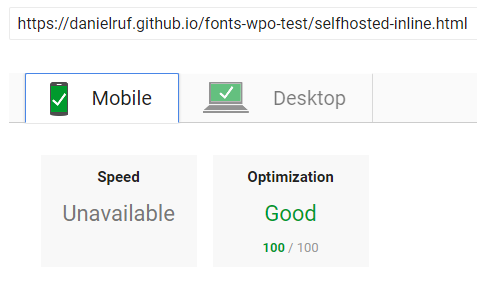 https://danielruf.github.io/fonts-wpo-test/selfhosted-inline.html
Mobile
Desktop
Speed
Unavailable
Optimization
Good
100 / 100